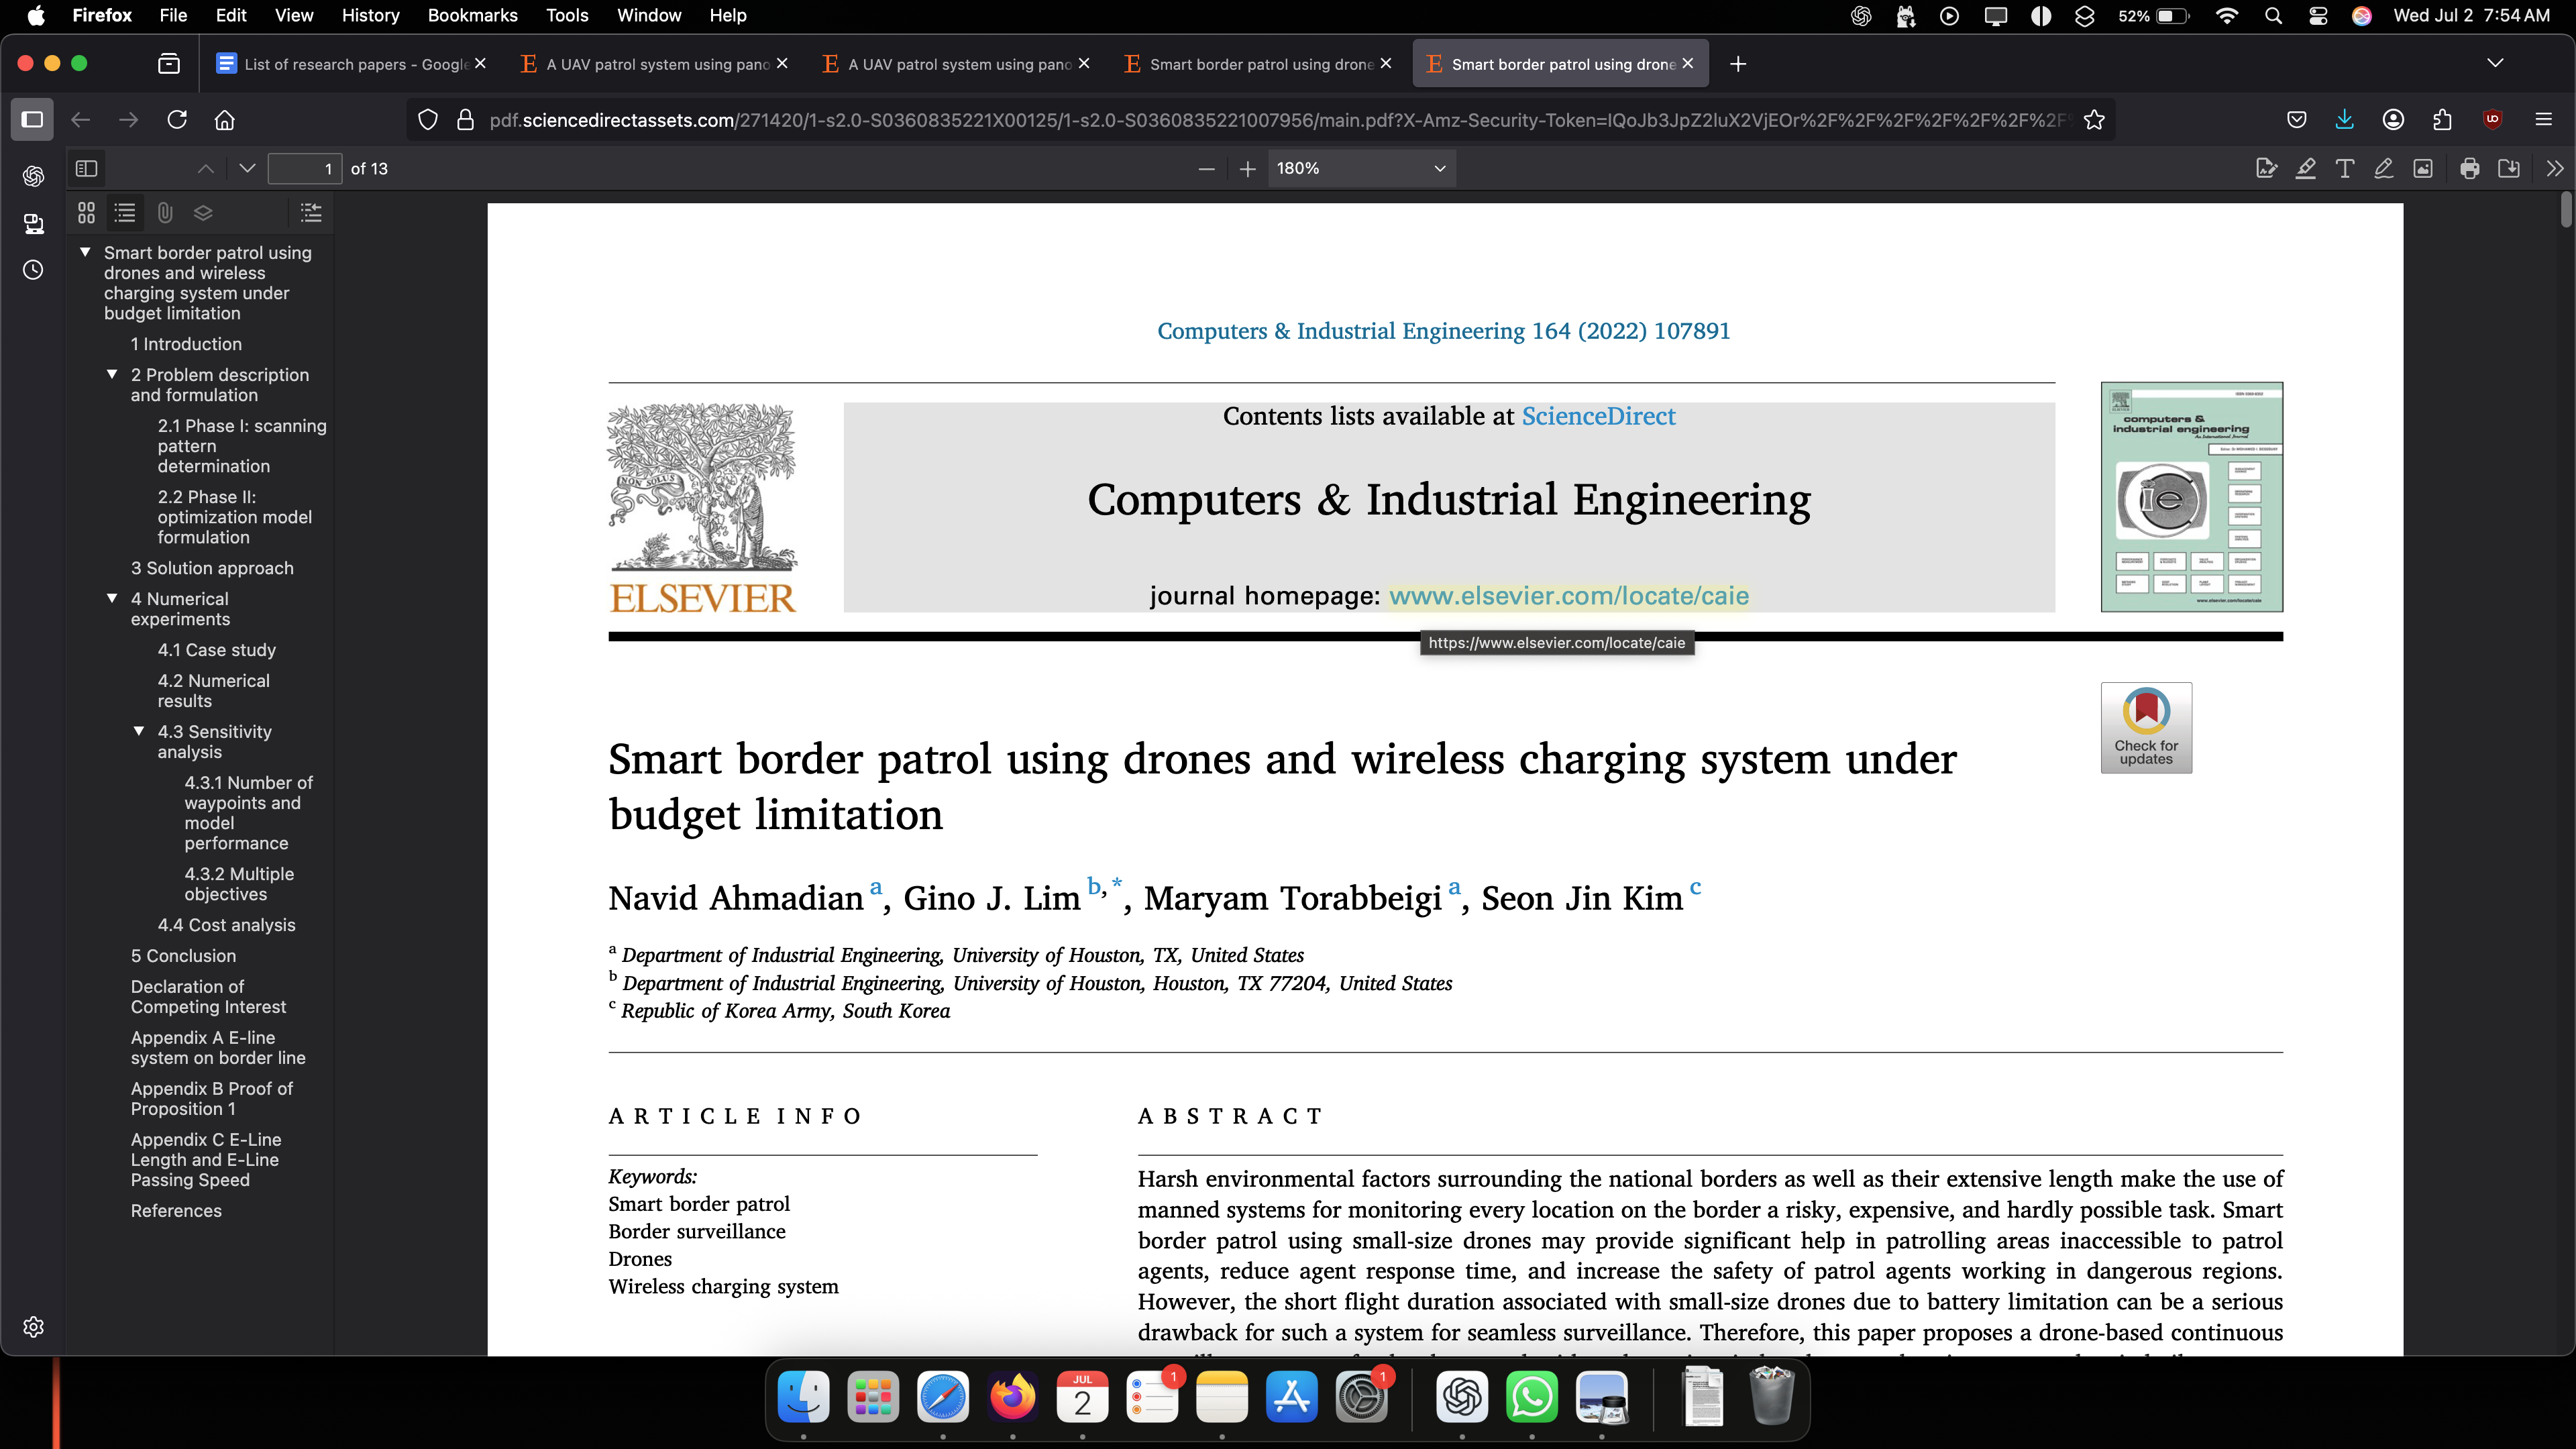 Firefox File Edit View History Bookmarks Tools Window Help
52% Wed Jul 2 7:54 AM
List of research papers - Google
A UAV patrol system using pano
A UAV patrol system using pano
Smart border patrol using drone
Smart border patrol using drone
pdf.sciencedirectassets.com/271420/1-s2.0-S0360835221X00125/1-s2.0-S0360835221007956/main.pdf?X-Amz-Security-Token=IQoJb3JpZ2luX2VjEOr%2F%2F%2F%2F%2F%2F%2F
1 of 13
180%
Smart border patrol using
drones and wireless
charging system under
budget limitation
1 Introduction
2 Problem description
and formulation
2.1 Phase I: scanning
pattern
determination
2.2 Phase II:
optimization model
formulation
3 Solution approach
4 Numerical
experiments
4.1 Case study
4.2 Numerical
results
4.3 Sensitivity
analysis
4.3.1 Number of
waypoints and
model
performance
4.3.2 Multiple
objectives
4.4 Cost analysis
5 Conclusion
Declaration of
Competing Interest
Appendix A E-line
system on border line
Appendix B Proof of
Proposition 1
Appendix C E-Line
Length and E-Line
Passing Speed
References
Computers & Industrial Engineering 164 (2022) 107891
NON SOLUS
ELSEVIER
Contents lists available at ScienceDirect
Computers & Industrial Engineering
journal homepage: www.elsevier.com/locate/caie
https://www.elsevier.com/locate/caie
computers &
industrial engineering
An International Journal
www.elsevier.com/locate/caie
Check for
updates
Smart border patrol using drones and wireless charging system under
budget limitation
Navid Ahmadian a, Gino J. Lim b,*, Maryam Torabbeigi a, Seon Jin Kim c
a Department of Industrial Engineering, University of Houston, TX, United States
b Department of Industrial Engineering, University of Houston, Houston, TX 77204, United States
c Republic of Korea Army, South Korea
ARTICLE INFO
Keywords:
Smart border patrol
Border surveillance
Drones
Wireless charging system
ABSTRACT
Harsh environmental factors surrounding the national borders as well as their extensive length make the use of
manned systems for monitoring every location on the border a risky, expensive, and hardly possible task. Smart
border patrol using small-size drones may provide significant help in patrolling areas inaccessible to patrol
agents, reduce agent response time, and increase the safety of patrol agents working in dangerous regions.
However, the short flight duration associated with small-size drones due to battery limitation can be a serious
drawback for such a system for seamless surveillance. Therefore, this paper proposes a drone-based continuous
JUL
2
1
1